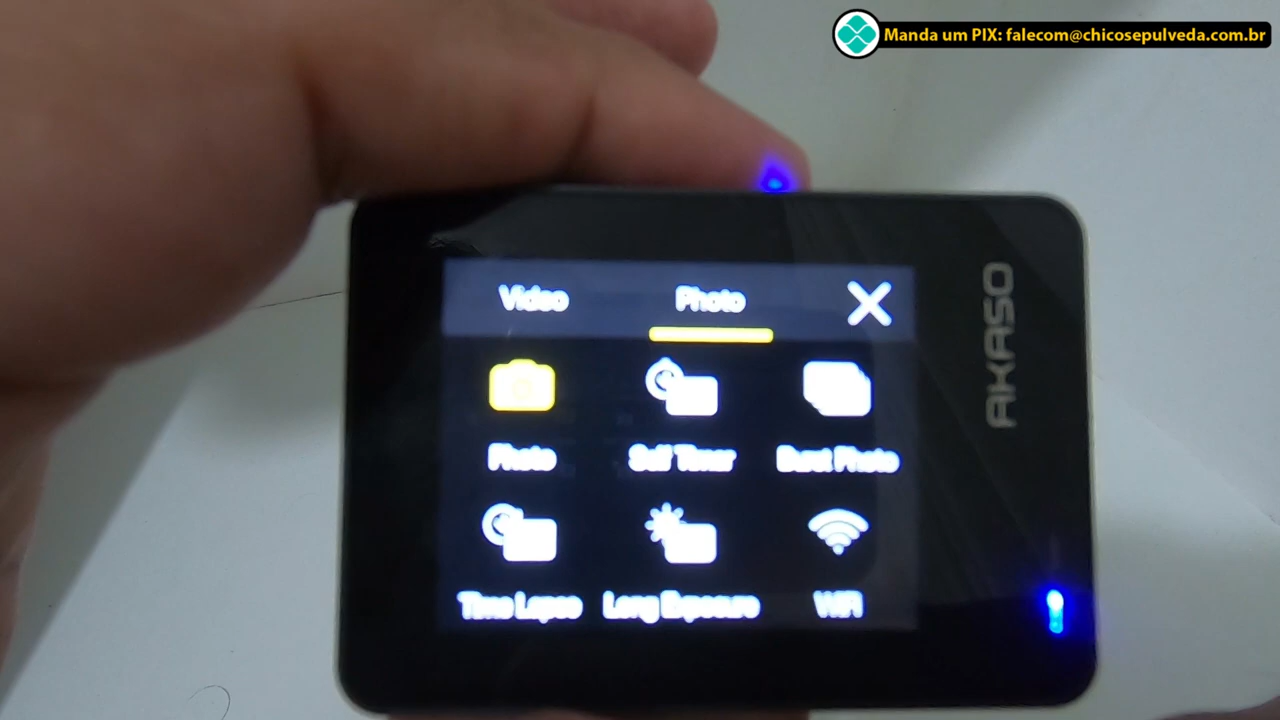 Manda um PIX: falecom@chicosepulveda.com.br
Video Photo
AKASO
Photo Self Timer Burst Photo
Time Lapse Long Exposure WiFi